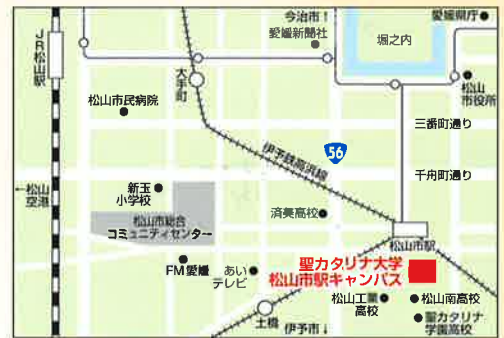 今治市↑
愛媛県庁
愛媛新聞社
堀之内
JR松山駅
大手町
松山
市役所
松山市民病院
三番町通り
56
伊予鉄高浜線
千舟町通り
←松山
空港
新玉
小学校
済美高校
松山市総合
コミュニティセンター
松山市駅
FM愛媛
あい
テレビ
聖カタリナ大学
松山市駅キャンパス
松山工業
高校
松山南高校
土橋
伊予市↓
聖カタリナ
学園高校